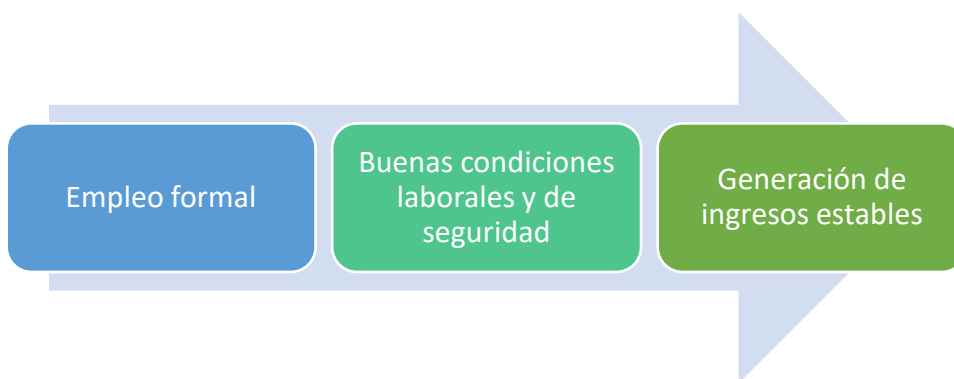 Empleo formal
Buenas condiciones
laborales y de
seguridad
Generación de
ingresos estables